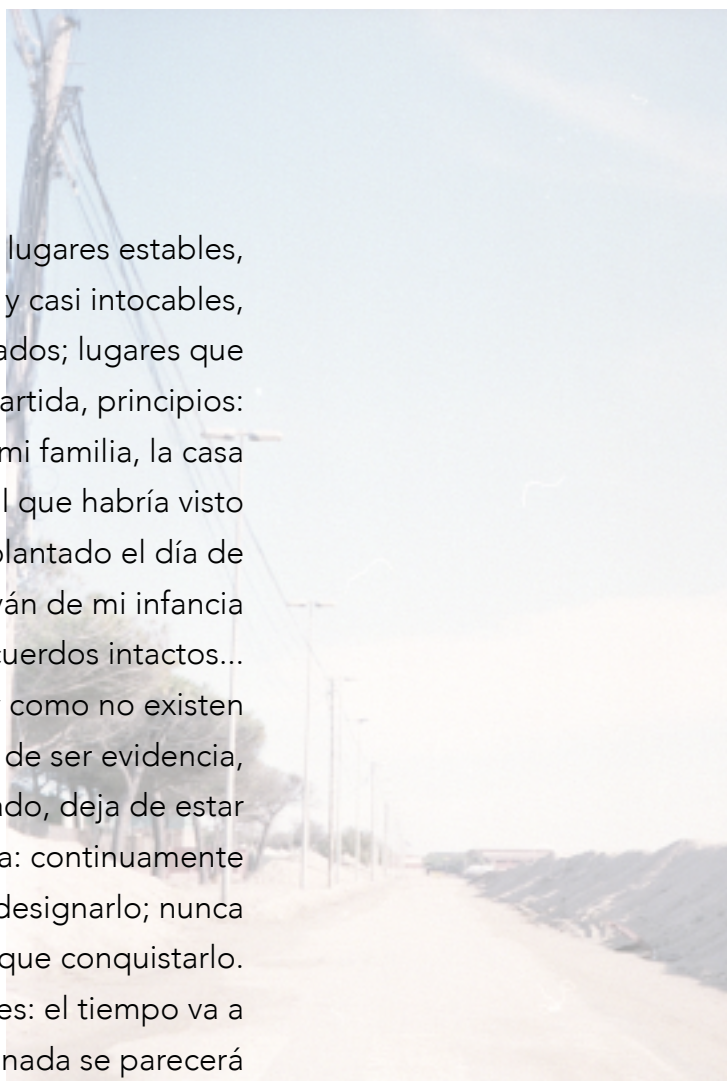 lugares estables,
y casi intocables,
ados; lugares que
artida, principios:
mi familia, la casa
l que habría visto
plantado el día de
ván de mi infancia
cuerdos intactos...
como no existen
de ser evidencia,
ado, deja de estar
a: continuamente
designarlo; nunca
que conquistarlo.
es: el tiempo va a
nada se parecerá